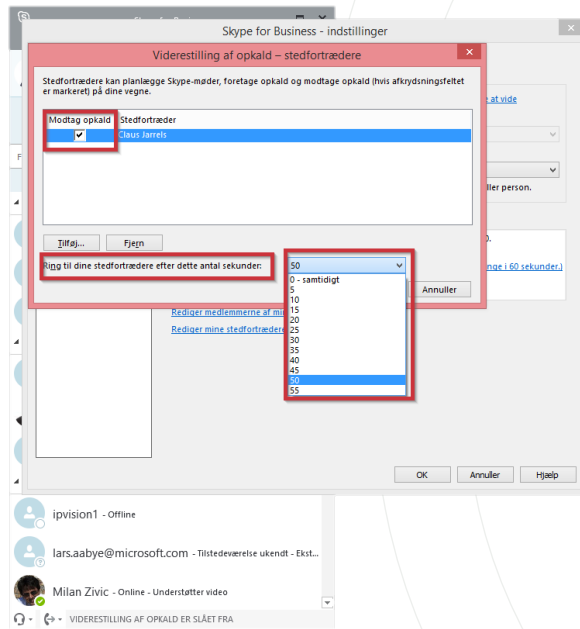 Skype for Business - indstillinger
Viderestilling af opkald – stedfortrædere
Stedfortrædere kan planlægge Skype-møder, foretage opkald og modtage opkald (hvis afkrydsningsfeltet
er markeret) på dine vegne.
at vide
Modtag opkald Stedfortræder
Claus Jarrels
ller person.
Tilføj... Fjern
Ring til dine stedfortrædere efter dette antal sekunder: 50
nge i 60 sekunder.)
0 - samtidigt
Annuller
5
10
15
Rediger medlemmerne af mi
20
Rediger mine stedfortrædere
25
30
35
40
45
50
55
OK Annuller Hjælp
ipvision1 - Offline
lars.aabye@microsoft.com - Tilstedeværelse ukendt - Ekst...
Milan Zivic - Online - Understøtter video
VIDERESTILLING AF OPKALD ER SLÅET FRA